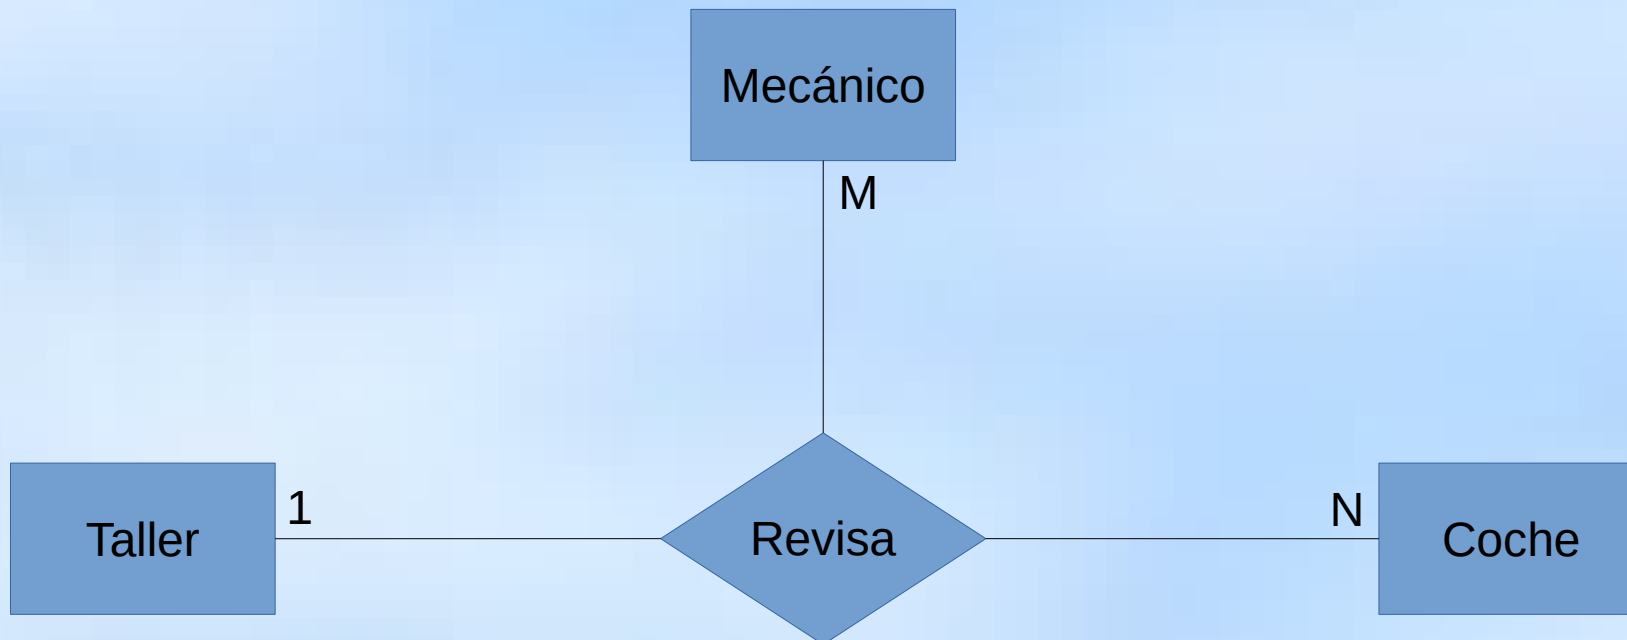 Mecánico
M
Taller
1
Revisa
N
Coche